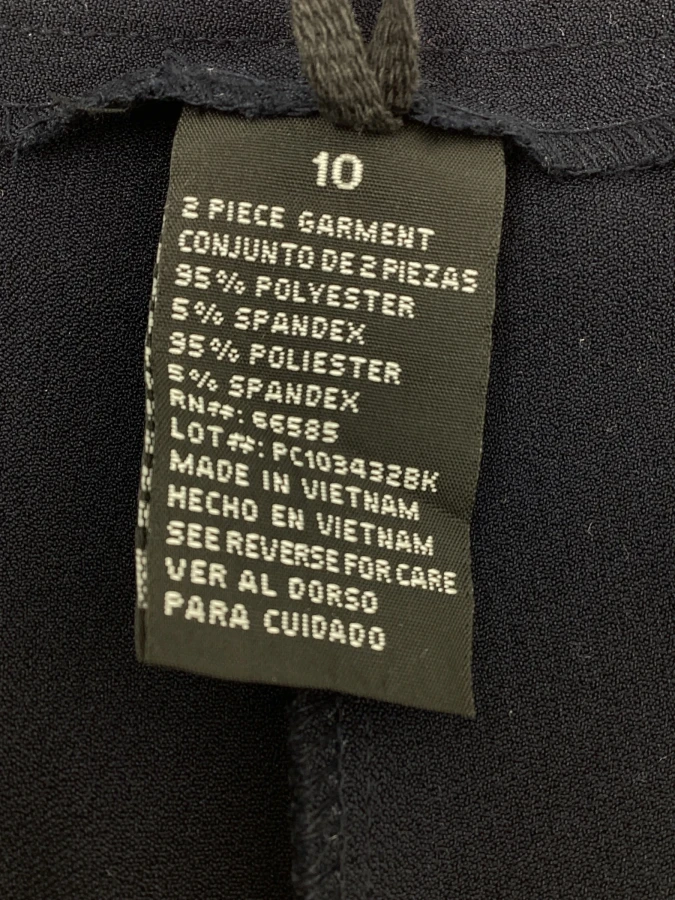 10
2 PIECE GARMENT
CONJUNTO DE 2 PIEZAS
95% POLYESTER
5% SPANDEX
95% POLIESTER
5% SPANDEX
RN#: 66585
LOT#: PC103432BK
MADE IN VIETNAM
HECHO EN VIETNAM
SEE REVERSE FOR CARE
VER AL DORSO
PARA CUIDADO